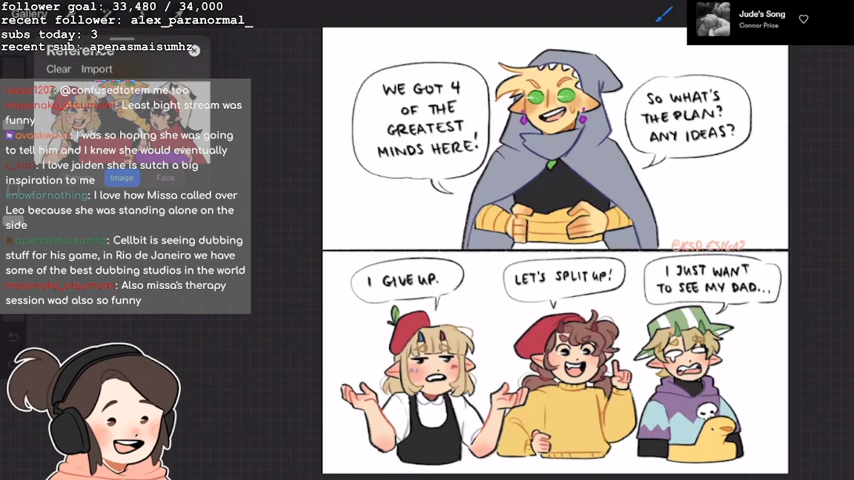 follower goal: 33,480 / 34,000
recent follower: alex_paranormal_
subs today: 3
recent sub: apenasmaisumhz
Gallery
Reference
Clear Import
Jude's Song
Connor Price
@confusedtotem me too
Least bight stream was
funny
I was so hoping she was going
to tell him and I knew she would eventually
I love jaiden she is sutch a big
inspiration to me
Image Face
knowfornothing: I love how Missa called over
Leo because she was standing alone on the
side
apenasmaisumhz: Cellbit is seeing dubbing
stuff for his game, in Rio de Janeiro we have
some of the best dubbing studios in the world
Also missa's therapy
session wad also so funny
WE GOT 4
OF THE
GREATEST
MINDS HERE!
SO WHAT'S
THE PLAN?
ANY IDEAS?
I GIVE UP.
LET'S SPLIT UP!
I JUST WANT
TO SEE MY DAD...